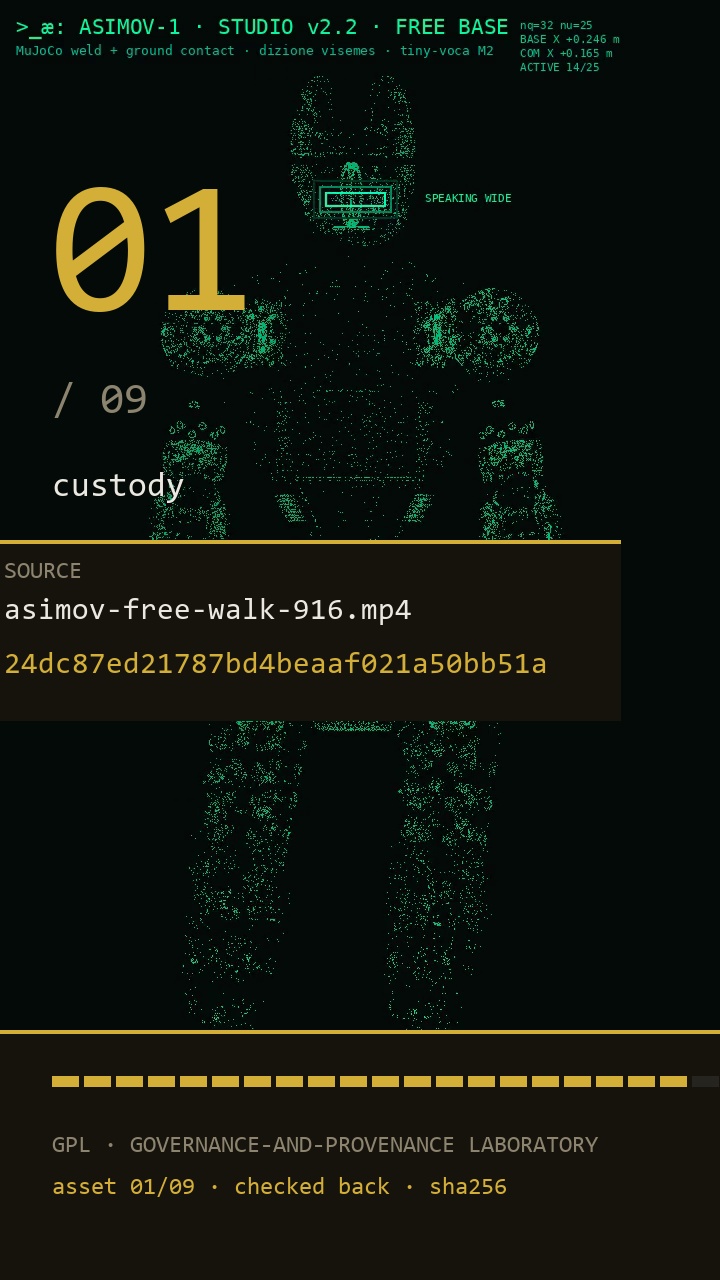 >_æ: ASIMOV-1 · STUDIO v2.2 · FREE BASE
MuJoCo weld + ground contact · dizione visemes · tiny-voca M2
nq=32 nu=25
BASE X +0.246 m
COM X +0.165 m
ACTIVE 14/25
SPEAKING WIDE
01
/ 09
custody
SOURCE
asimov-free-walk-916.mp4
24dc87ed21787bd4beaaf021a50bb51a
GPL · GOVERNANCE-AND-PROVENANCE LABORATORY
asset 01/09 · checked back · sha256